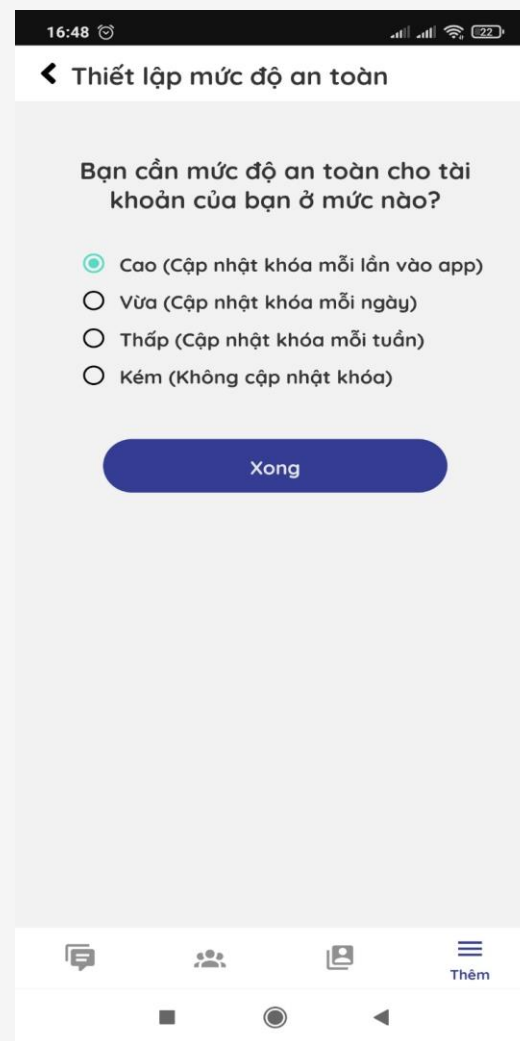 16:48
22
Thiết lập mức độ an toàn
Bạn cần mức độ an toàn cho tài
khoản của bạn ở mức nào?
Cao (Cập nhật khóa mỗi lần vào app)
Vừa (Cập nhật khóa mỗi ngày)
Thấp (Cập nhật khóa mỗi tuần)
Kém (Không cập nhật khóa)
Xong
Thêm